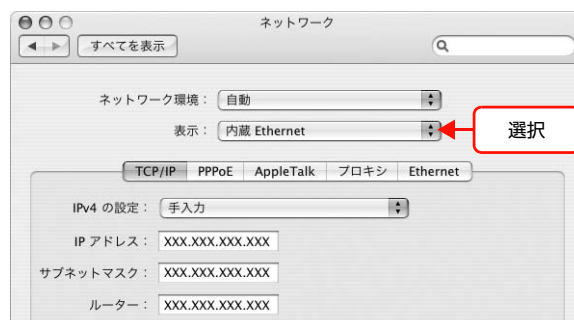 ネットワーク
すべてを表示
ネットワーク環境： 自動
表示： 内蔵 Ethernet
選択
TCP/IP PPPoE AppleTalk プロキシ Ethernet
IPv4 の設定： 手入力
IP アドレス： XXX.XXX.XXX.XXX
サブネットマスク： XXX.XXX.XXX.XXX
ルーター： XXX.XXX.XXX.XXX